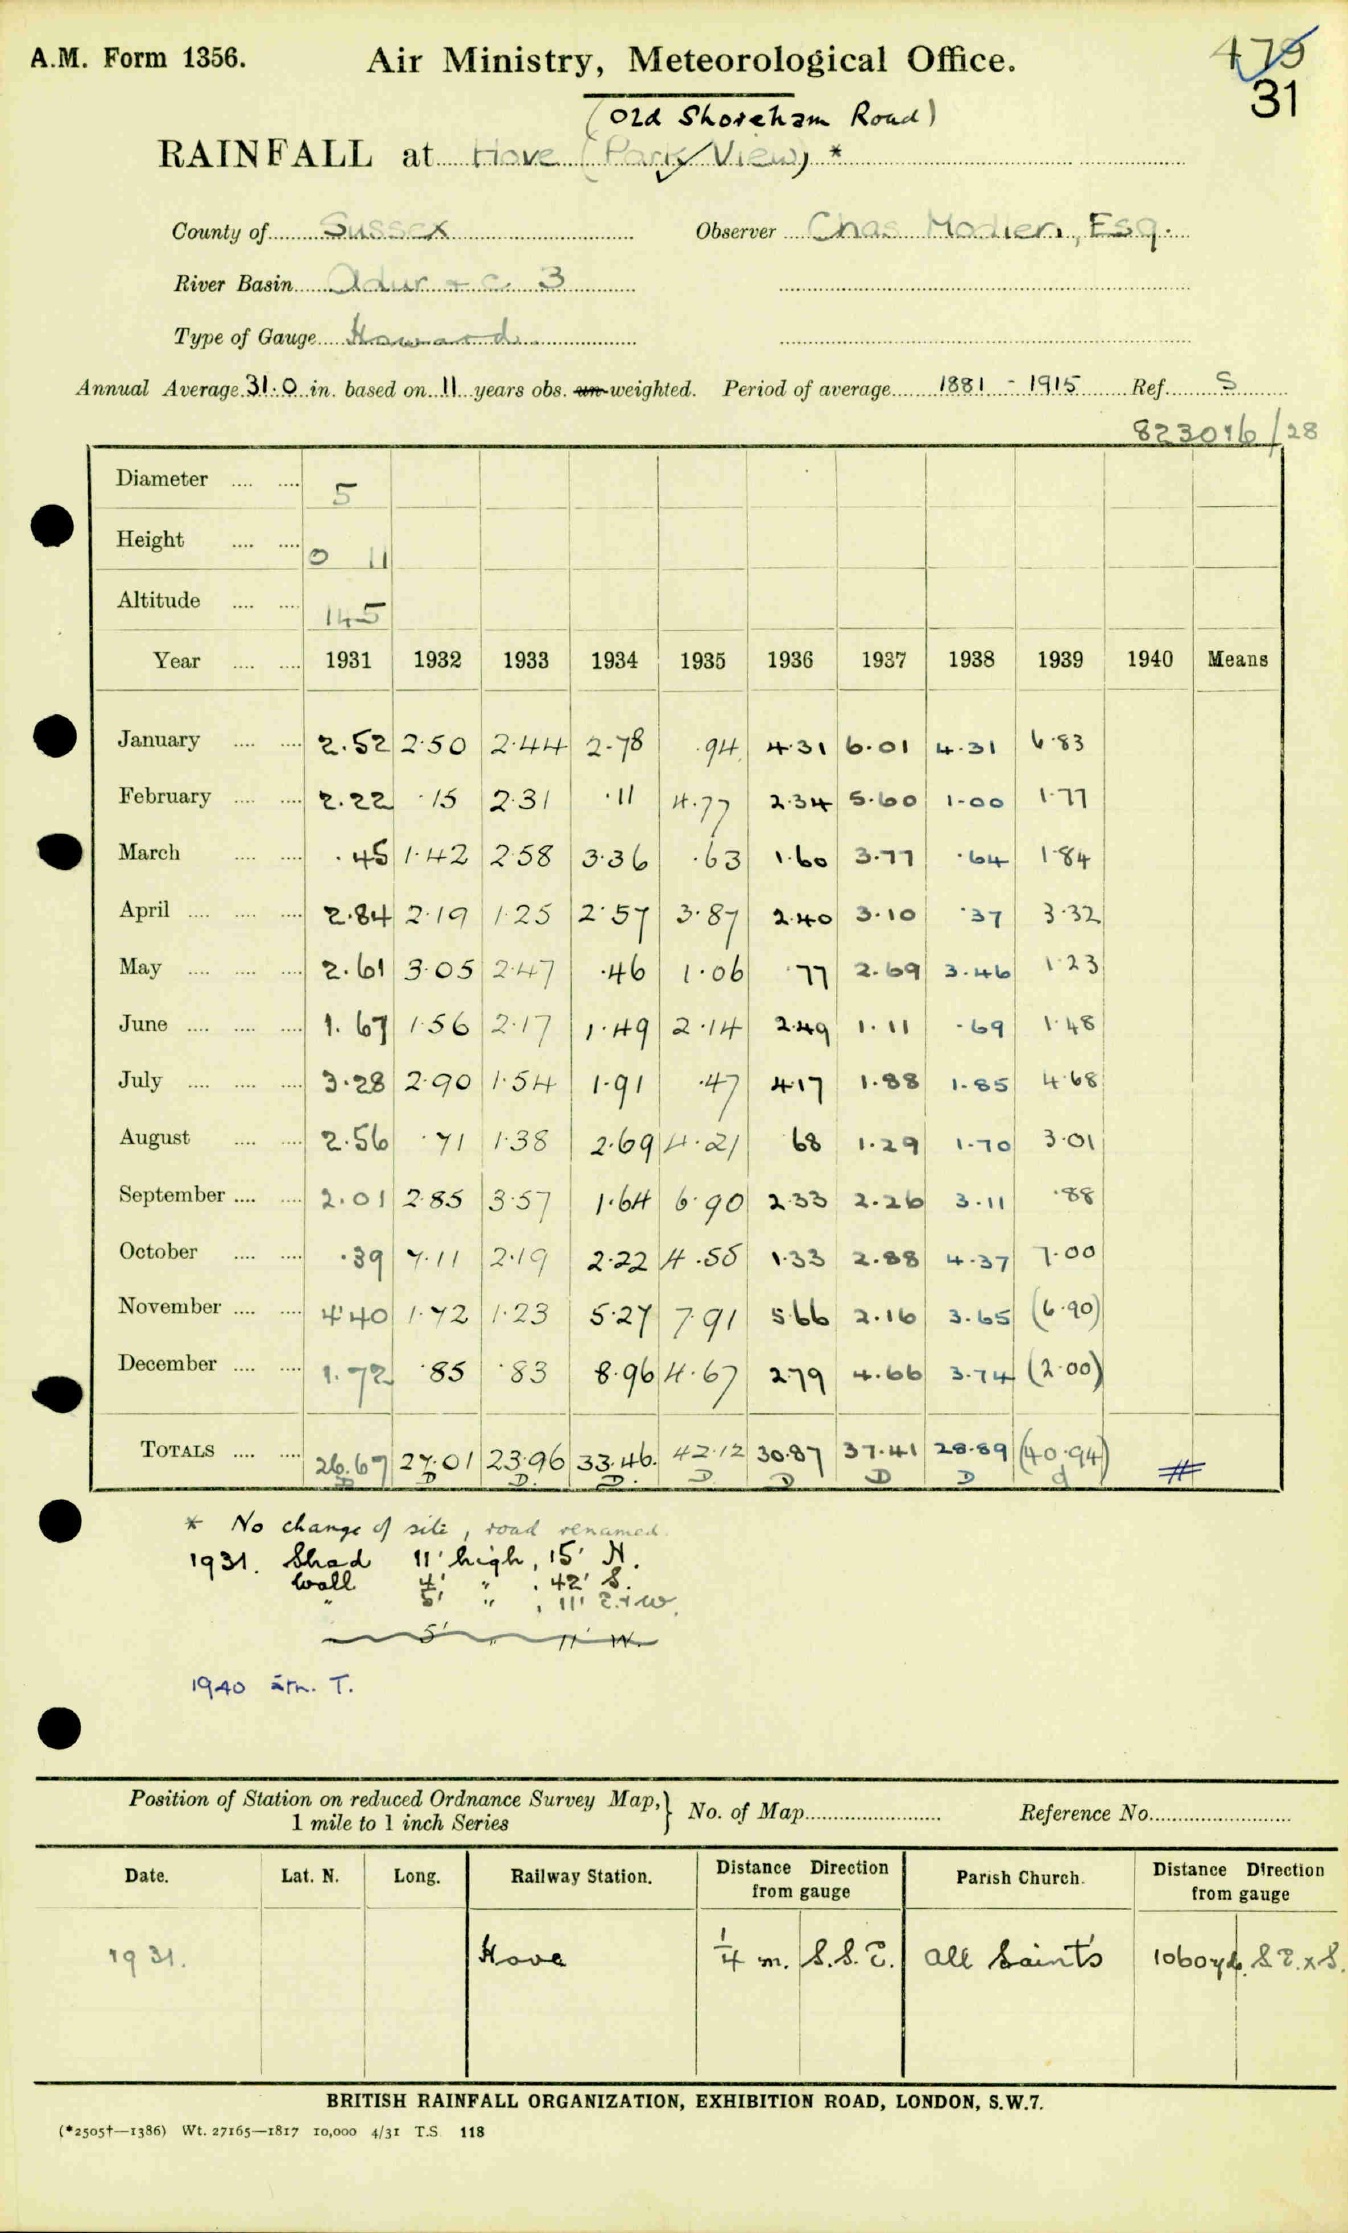 A.M. Form 1356. Air Ministry, Meteorological Office. 479
31
(Old Shoreham Road)
RAINFALL at Hove (Park View) *
County of Sussex Observer Chas Moslien, Esq.
River Basin Adur & c. 3
Type of Gauge Howard
Annual Average 31.0 in. based on 11 years obs. un-weighted. Period of average 1881 - 1915 Ref. S
823046/28
Diameter 5
Height 0 11
Altitude 145
Year 1931 1932 1933 1934 1935 1936 1937 1938 1939 1940 Means
January 2.52 2.50 2.44 2.78 .94 4.31 6.01 4.31 6.83
February 2.22 .15 2.31 .11 4.77 2.34 5.60 1.00 1.77
March .45 1.42 2.58 3.36 .63 1.60 3.77 .64 1.84
April 2.84 2.19 1.25 2.57 3.87 2.40 3.10 .37 3.32
May 2.61 3.05 2.47 .46 1.06 .77 2.69 3.46 1.23
June 1.67 1.56 2.17 1.49 2.14 2.49 1.11 .69 1.48
July 3.28 2.90 1.54 1.91 .47 4.17 1.88 1.85 4.68
August 2.56 .71 1.38 2.69 4.21 68 1.29 1.70 3.01
September 2.01 2.85 3.57 1.64 6.90 2.33 2.26 3.11 .88
October .39 7.11 2.19 2.22 4.55 1.33 2.88 4.37 7.00
November 4.40 1.72 1.23 5.27 7.91 5.66 2.16 3.65 (6.90)
December 1.72 .85 .83 8.96 4.67 2.79 4.66 3.74 (2.00)
TOTALS 26.67 27.01 23.96 33.46. 42.12 30.87 37.41 28.89 (40.94) #
D D D. D. D D D D d
* No change of site, road renamed.
1931. Shed 11' high, 15' N.
Wall 4' " , 42' S.
" 5' " , 11' E. + W.
5' " 11' W.
1940 rtn. T.
Position of Station on reduced Ordnance Survey Map,} No. of Map Reference No.
1 mile to 1 inch Series
Date. Lat. N. Long. Railway Station. Distance Direction from gauge Parish Church. Distance Direction from gauge
1931. Hove 1/4 m. S.S.E. All Saints 1060 yds. S E. x S.
BRITISH RAINFALL ORGANIZATION, EXHIBITION ROAD, LONDON, S.W.7.
(*2505†—1386) Wt. 27165—1817 10,000 4/31 T.S. 118